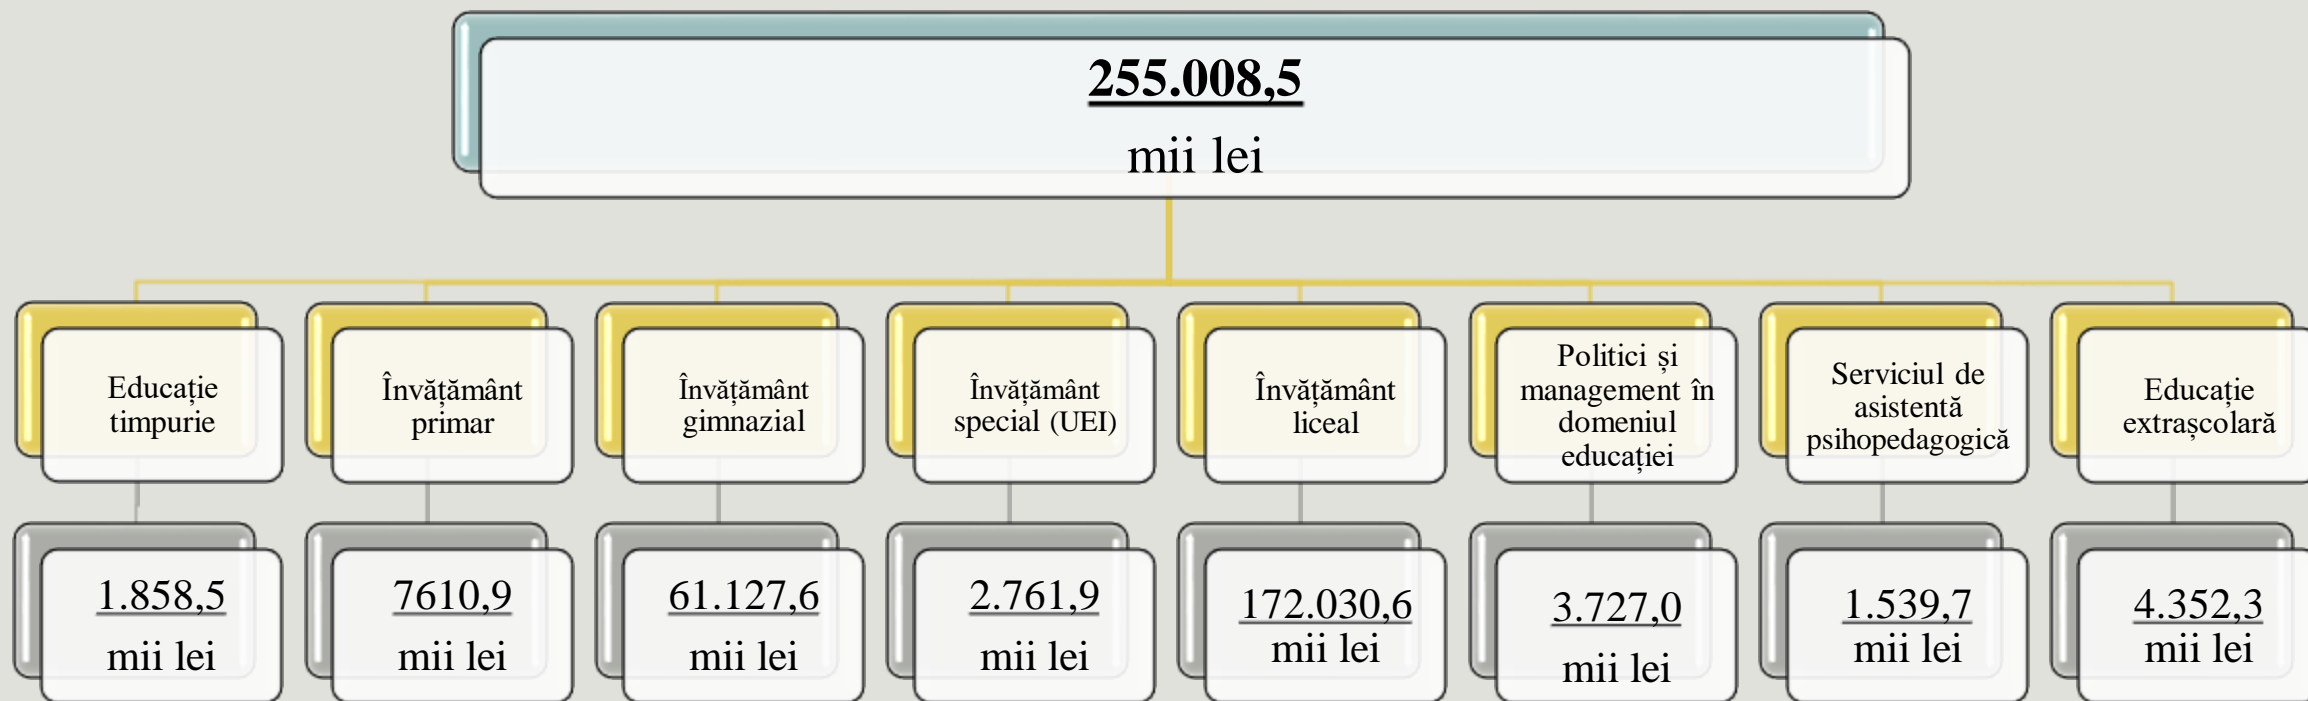 255.008,5
mii lei
Educație
timpurie
Învățământ
primar
Învățământ
gimnazial
Învățământ
special (UEI)
Învățământ
liceal
Politici și
management în
domeniul
educației
Serviciul de
asistentă
psihopedagogică
Educație
extrașcolară
1.858,5
mii lei
7610,9
mii lei
61.127,6
mii lei
2.761,9
mii lei
172.030,6
mii lei
3.727,0
mii lei
1.539,7
mii lei
4.352,3
mii lei